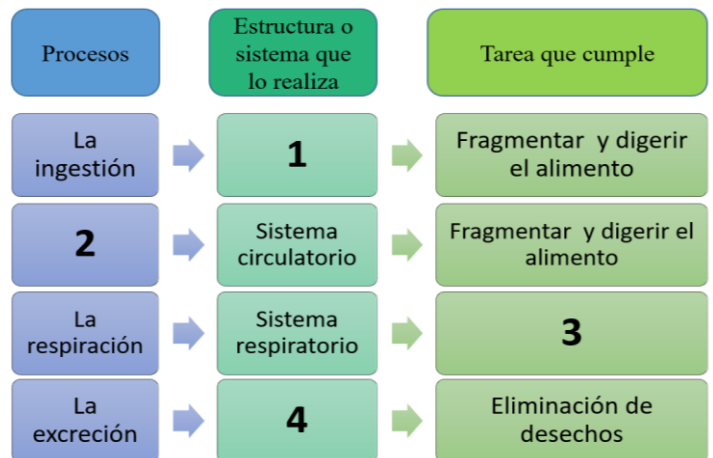 Procesos
Estructura o
sistema que
lo realiza
Tarea que cumple
La
ingestión
1
Fragmentar y digerir
el alimento
2
Sistema
circulatorio
Fragmentar y digerir el
alimento
La
respiración
Sistema
respiratorio
3
La
excreción
4
Eliminación de
desechos